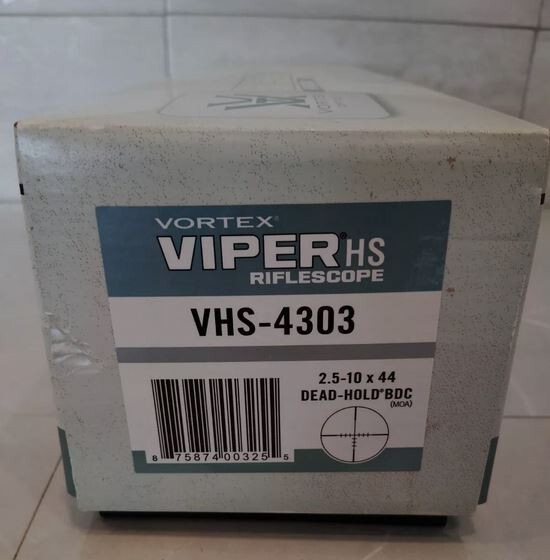 VORTEX®
VIPER® HS
RIFLESCOPE
VHS-4303
2.5-10 x 44
DEAD-HOLD® BDC
(MOA)
8 75874 00325 5